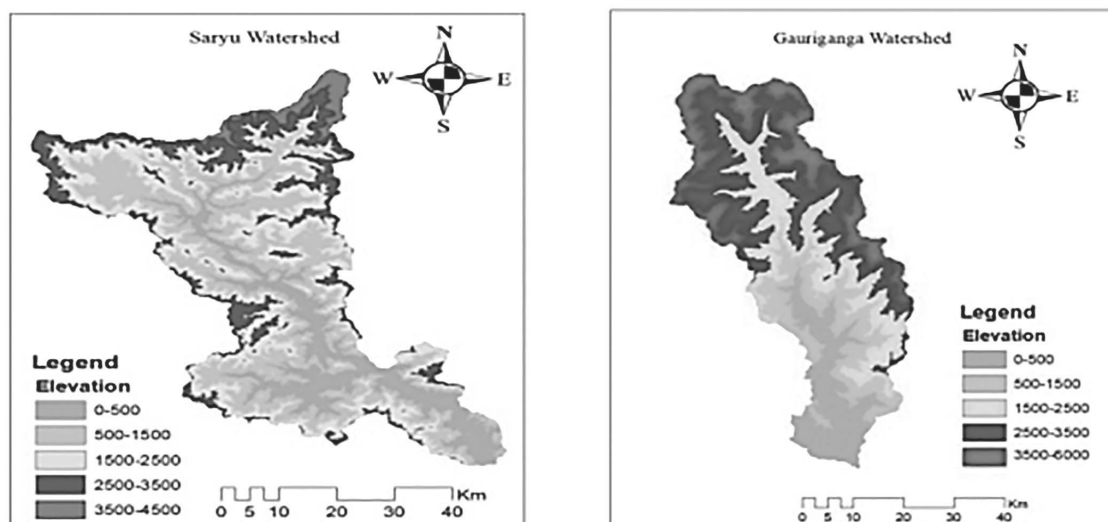 Saryu Watershed
N
W E
S
Legend
Elevation
0-500
500-1500
1500-2500
2500-3500
3500-4500
Km
0 5 10 20 30 40
Gauriganga Watershed
N
W E
S
Legend
Elevation
0-500
500-1500
1500-2500
2500-3500
3500-6000
Km
0 5 10 20 30 40